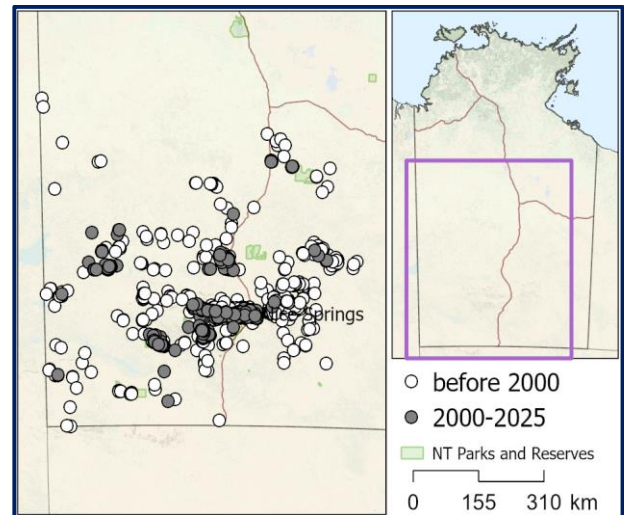 Alice Springs
before 2000
2000-2025
NT Parks and Reserves
0 155 310 km